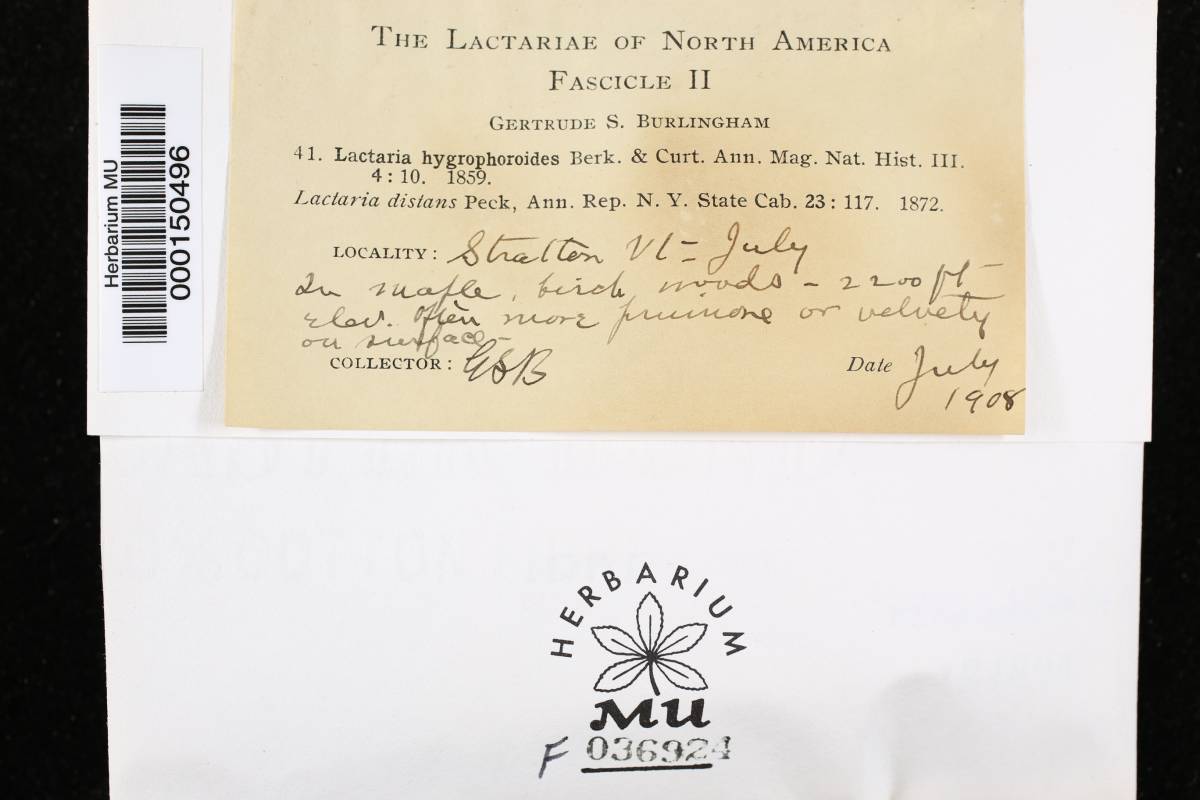 THE LACTARIAE OF NORTH AMERICA
FASCICLE II
GERTRUDE S. BURLINGHAM
41. Lactaria hygrophoroides Berk. & Curt. Ann. Mag. Nat. Hist. III.
4 : 10. 1859.
Lactaria distans Peck, Ann. Rep. N. Y. State Cab. 23 : 117. 1872.
LOCALITY: Stratton Vt - July
In maple, birch woods - 2200 ft -
elev. Often more pruinose or velvety
on surface -
COLLECTOR: GSB
Date July
1908
Herbarium MU
000150496
HERBARIUM
MU
F 036924